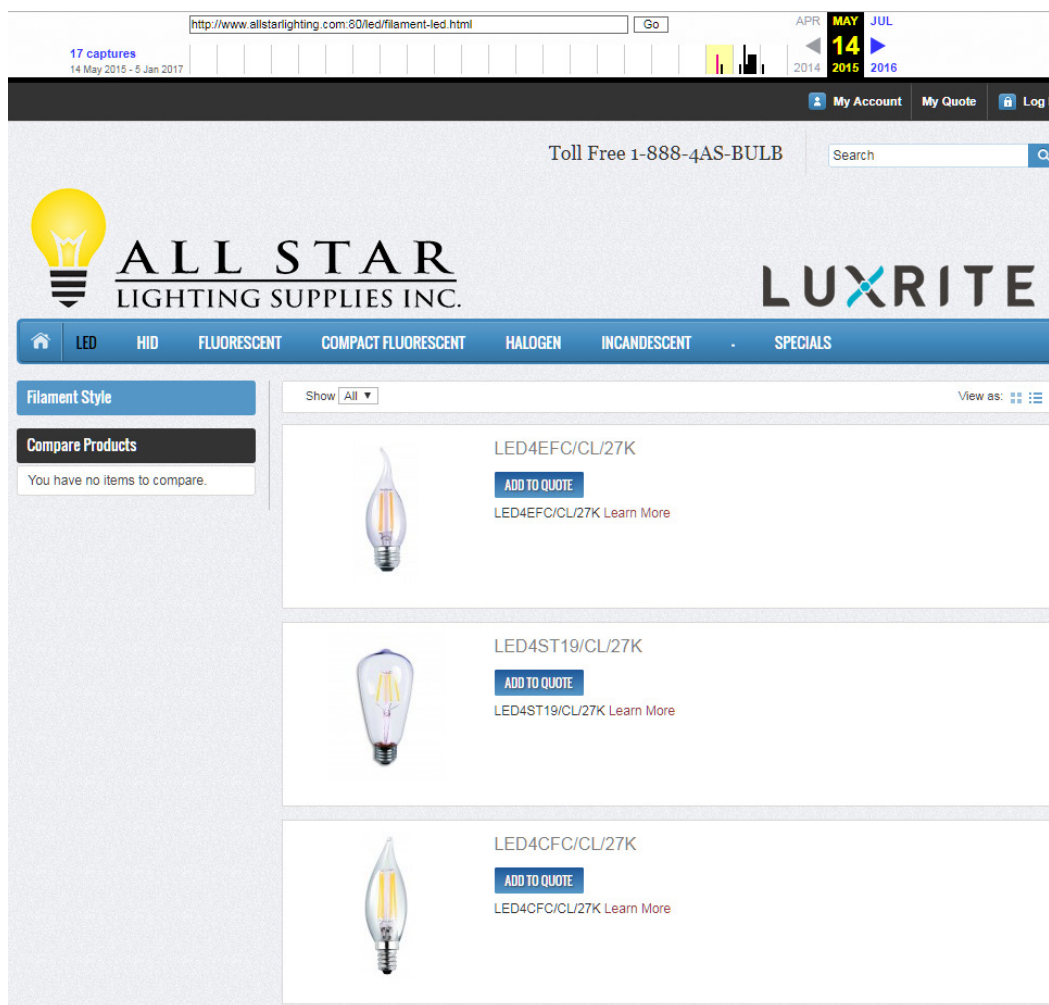 http://www.allstarlighting.com:80/led/filament-led.html Go APR MAY JUL
17 captures 14
14 May 2015 - 5 Jan 2017 2014 2015 2016
My Account My Quote Log
Toll Free 1-888-4AS-BULB Search
ALL STAR
LIGHTING SUPPLIES INC.
LUXRITE
LED HID FLUORESCENT COMPACT FLUORESCENT HALOGEN INCANDESCENT . SPECIALS
Filament Style
Show All View as:
Compare Products
You have no items to compare.
LED4EFC/CL/27K
ADD TO QUOTE
LED4EFC/CL/27K Learn More
LED4ST19/CL/27K
ADD TO QUOTE
LED4ST19/CL/27K Learn More
LED4CFC/CL/27K
ADD TO QUOTE
LED4CFC/CL/27K Learn More